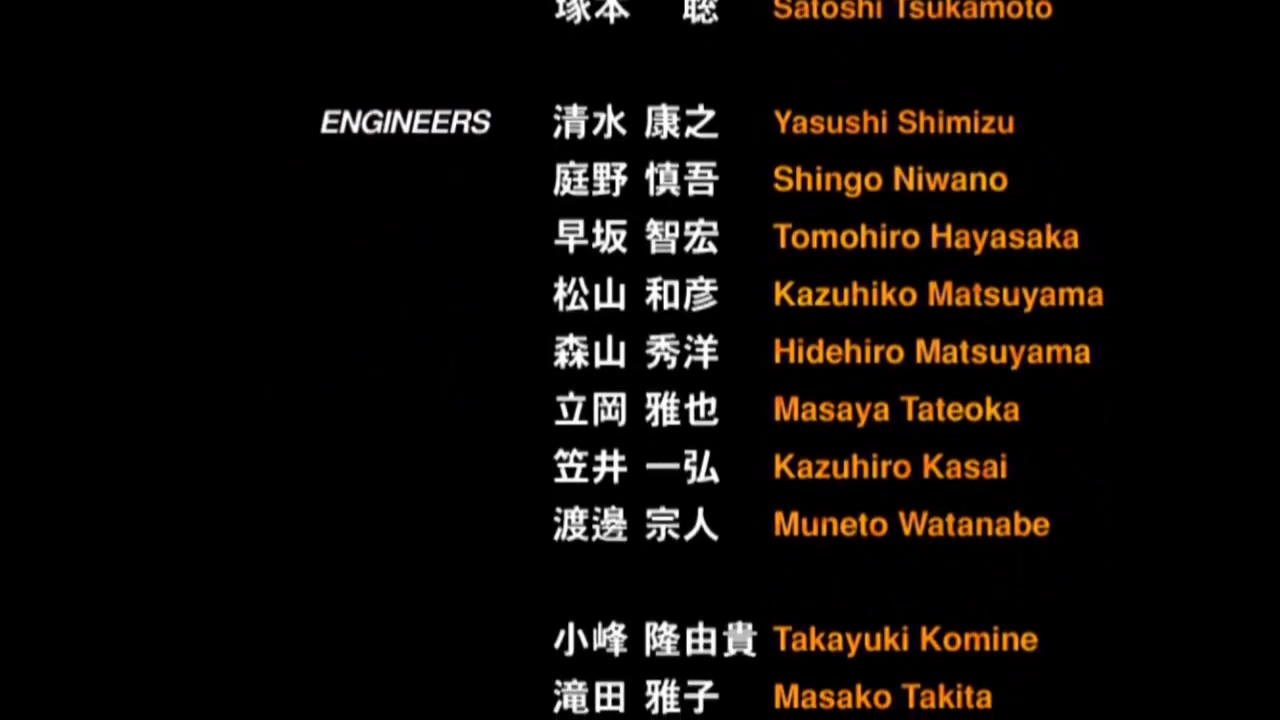 塚本 聡 Satoshi Tsukamoto
ENGINEERS 清水 康之 Yasushi Shimizu
庭野 慎吾 Shingo Niwano
早坂 智宏 Tomohiro Hayasaka
松山 和彦 Kazuhiko Matsuyama
森山 秀洋 Hidehiro Matsuyama
立岡 雅也 Masaya Tateoka
笠井 一弘 Kazuhiro Kasai
渡邊 宗人 Muneto Watanabe
小峰 隆由貴 Takayuki Komine
滝田 雅子 Masako Takita